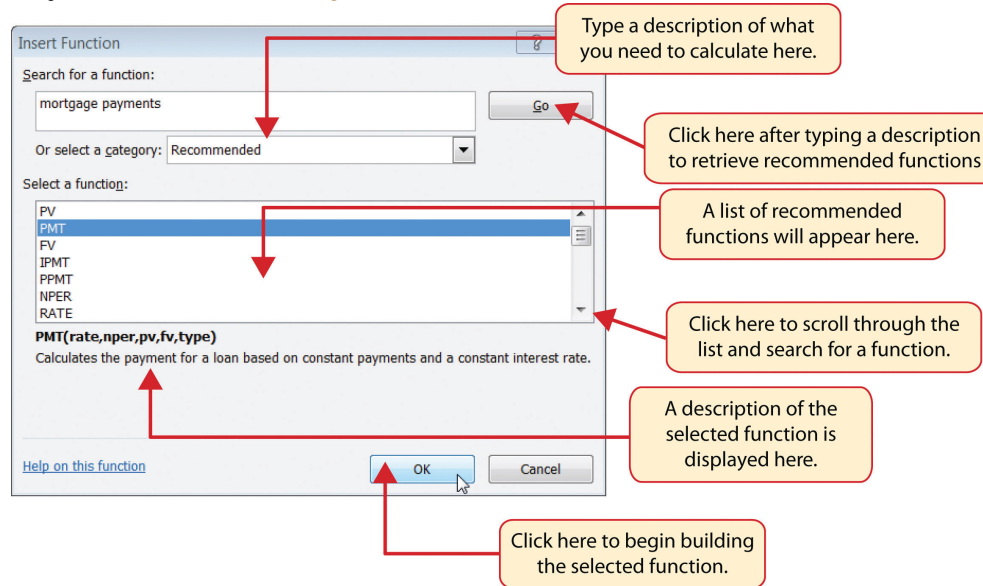 Type a description of what
you need to calculate here.
Insert Function
?
Search for a function:
mortgage payments
Go
Click here after typing a description
to retrieve recommended functions
Or select a category: Recommended
Select a function:
PV
PMT
FV
IPMT
PPMT
NPER
RATE
A list of recommended
functions will appear here.
Click here to scroll through the
list and search for a function.
PMT(rate,nper,pv,fv,type)
Calculates the payment for a loan based on constant payments and a constant interest rate.
A description of the
selected function is
displayed here.
Help on this function
OK
Cancel
Click here to begin building
the selected function.